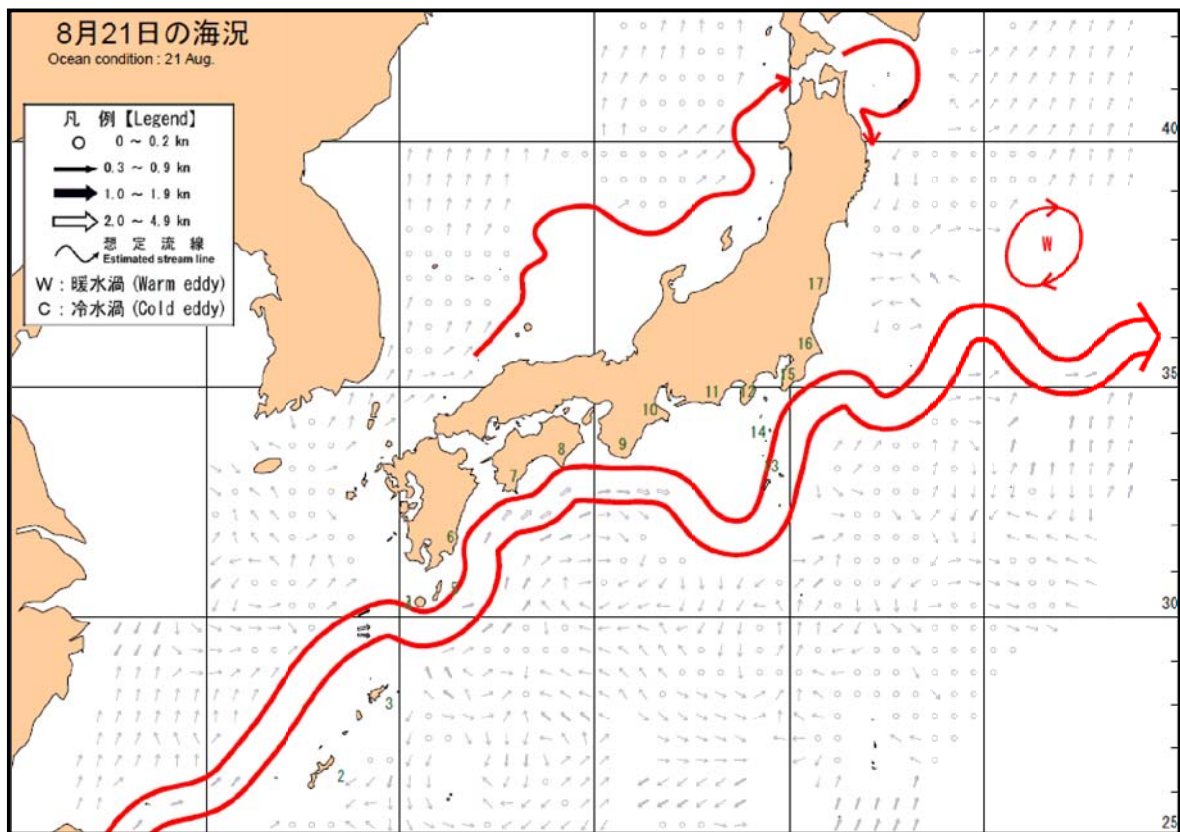 8月21日の海況
Ocean condition : 21 Aug.
凡 例【Legend】
0 ～ 0.2 kn
0.3 ～ 0.9 kn
1.0 ～ 1.9 kn
2.0 ～ 4.9 kn
想 定 流 線
Estimated stream line
W：暖水渦 (Warm eddy)
C：冷水渦 (Cold eddy)
40
W
17
16
35
15
12
11
10
14
9
8
13
7
6
5
30
3
2
25